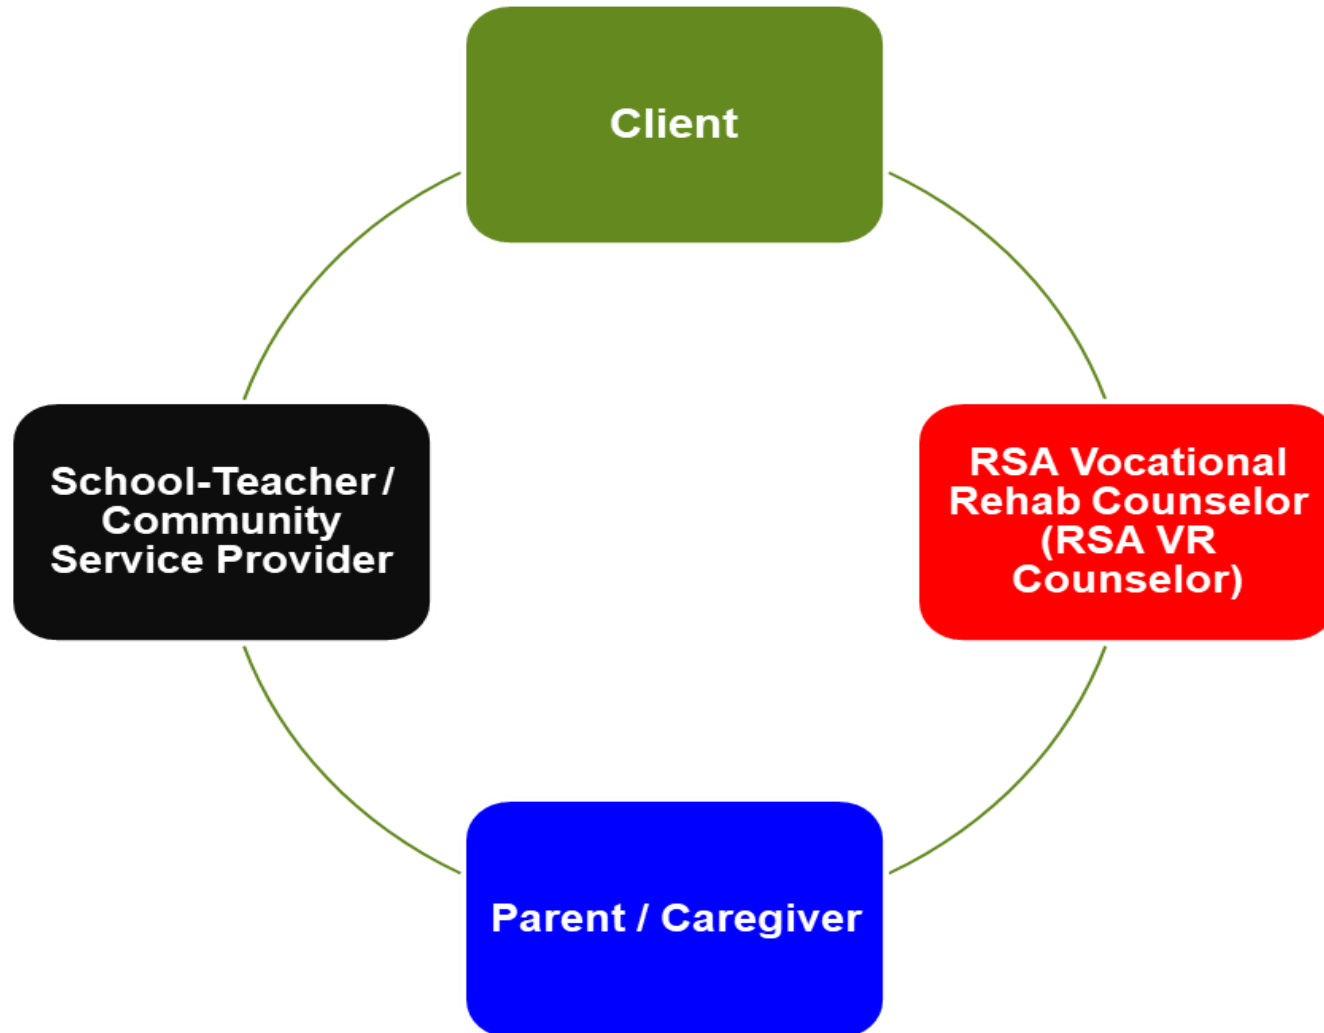 Client
School-Teacher /
Community
Service Provider
RSA Vocational
Rehab Counselor
(RSA VR
Counselor)
Parent / Caregiver